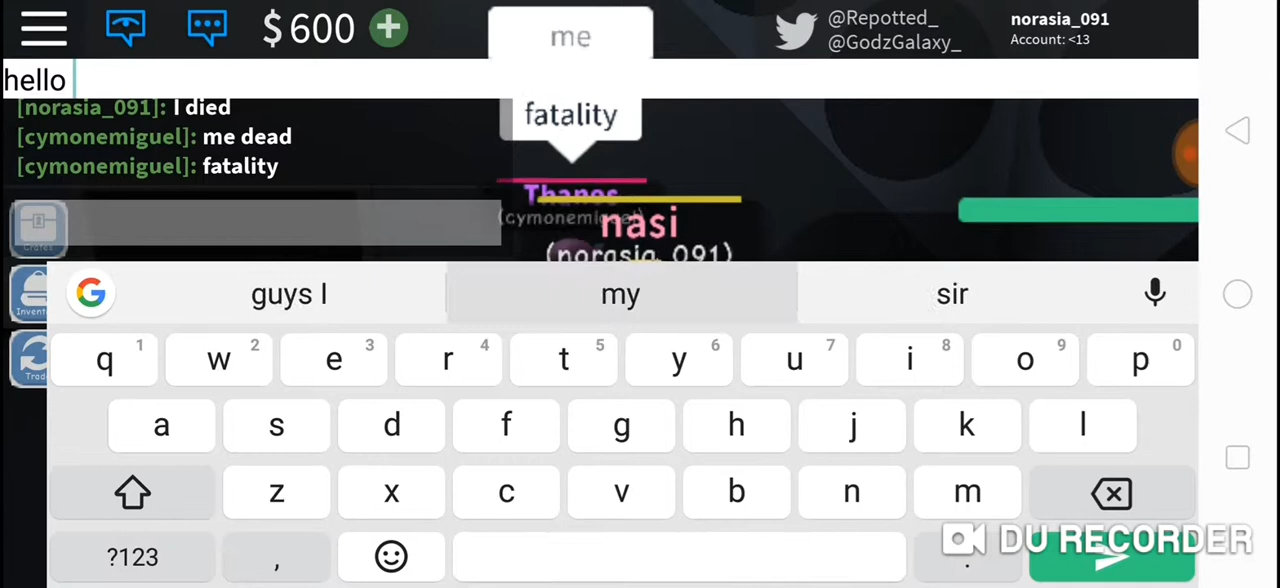 $ 600
me
@Repotted_
@GodzGalaxy_
norasia_091
Account: <13
hello
[norasia_091]: I died
[cymonemiguel]: me dead
[cymonemiguel]: fatality
fatality
Thanos
(cymonemiguel)
nasi
(norasia_091)
Crates
guys I
my
sir
q 1 w 2 e 3 r 4 t 5 y 6 u 7 i 8 o 9 p 0
a s d f g h j k l
z x c v b n m
?123 , .
DU RECORDER